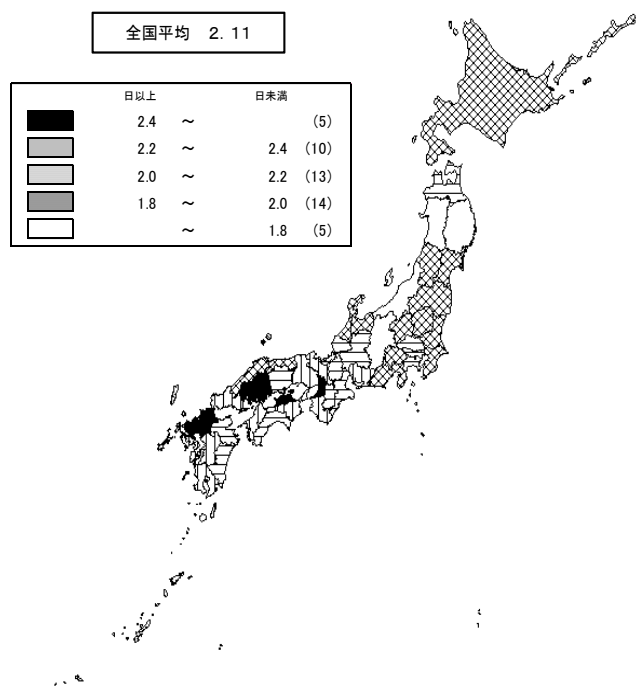 全国平均　2.11
日以上　日未満
2.4　～　(5)
2.2　～　2.4　(10)
2.0　～　2.2　(13)
1.8　～　2.0　(14)
～　1.8　(5)